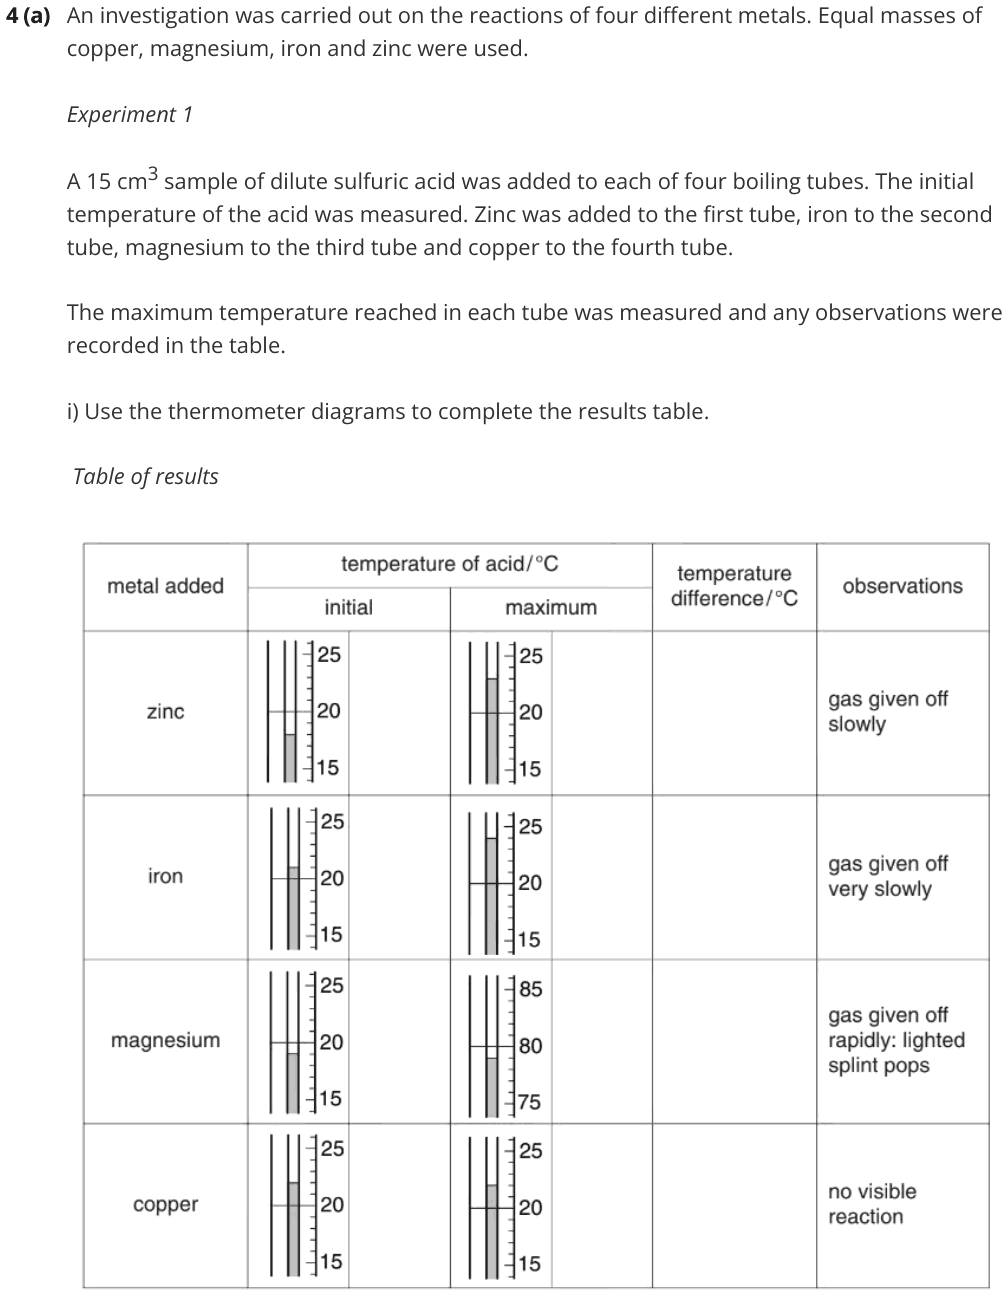 4 (a) An investigation was carried out on the reactions of four different metals. Equal masses of
copper, magnesium, iron and zinc were used.
Experiment 1
A 15 cm³ sample of dilute sulfuric acid was added to each of four boiling tubes. The initial
temperature of the acid was measured. Zinc was added to the first tube, iron to the second
tube, magnesium to the third tube and copper to the fourth tube.
The maximum temperature reached in each tube was measured and any observations were
recorded in the table.
i) Use the thermometer diagrams to complete the results table.
Table of results
metal added
temperature of acid/°C
initial
maximum
temperature
difference/°C
observations
zinc
25
20
15
25
20
15
gas given off
slowly
iron
25
20
15
25
20
15
gas given off
very slowly
magnesium
25
20
15
85
80
75
gas given off
rapidly: lighted
splint pops
copper
25
20
15
25
20
15
no visible
reaction